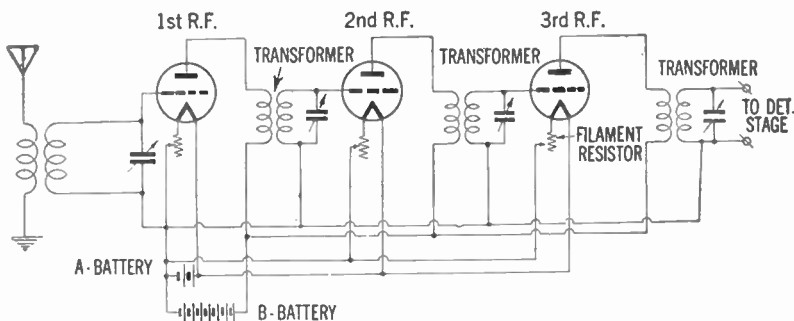 1st R.F.
2nd R.F.
3rd R.F.
TRANSFORMER
TRANSFORMER
TRANSFORMER
TO DET.
STAGE
FILAMENT
RESISTOR
A-BATTERY
B-BATTERY